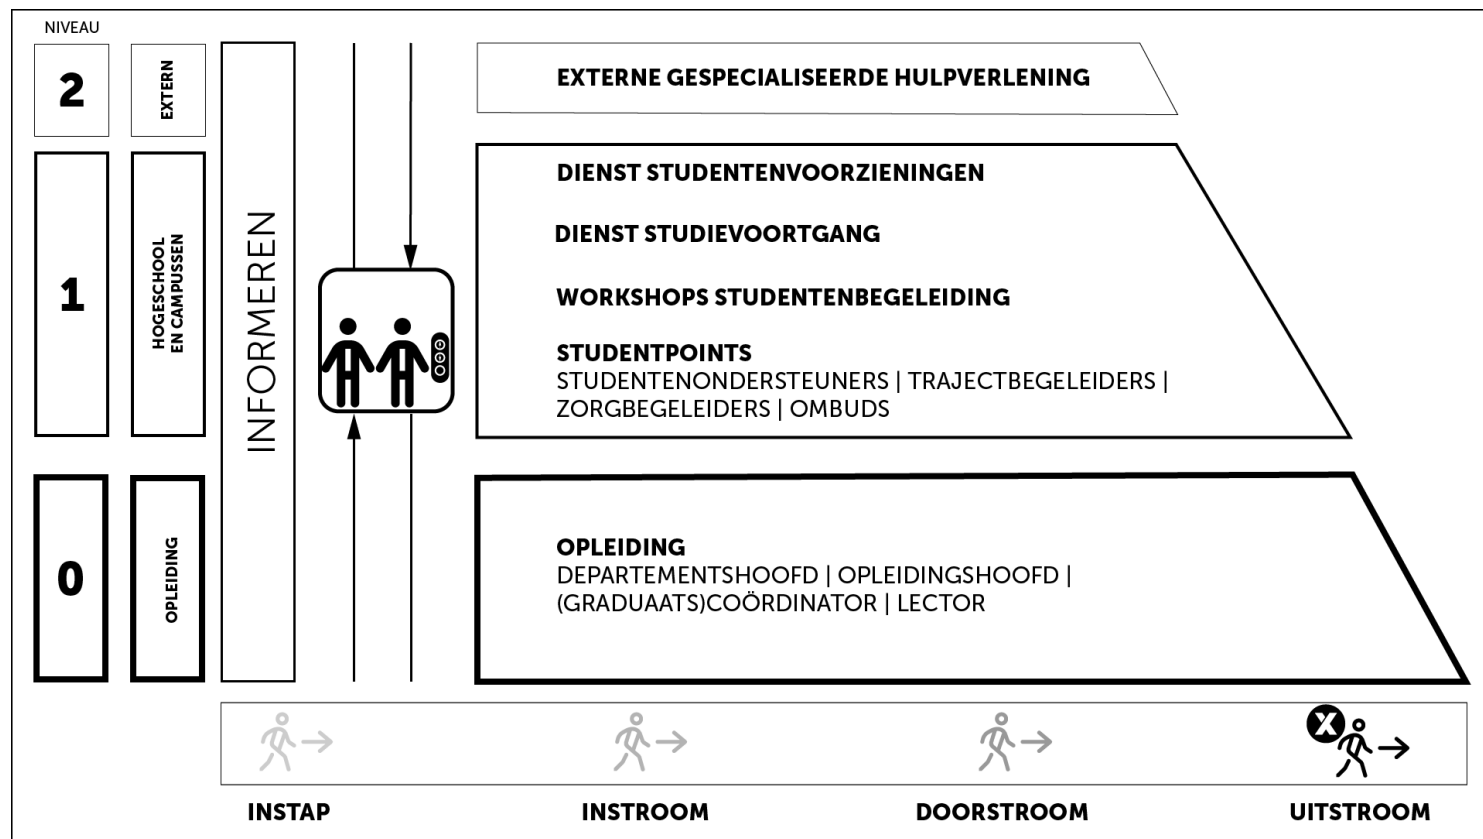 NIVEAU
2
EXTERN
EXTERNE GESPECIALISEERDE HULPVERLENING
1
HOGESCHOOL
EN CAMPUSSEN
INFORMEREN
DIENST STUDENTENVOORZIENINGEN
DIENST STUDIEVOORTGANG
WORKSHOPS STUDENTENBEGELEIDING
STUDENTPOINTS
STUDENTENONDERSTEUNERS | TRAJECTBEGELEIDERS |
ZORGBEGELEIDERS | OMBUDS
0
OPLEIDING
OPLEIDING
DEPARTEMENTSHOOFD | OPLEIDINGSHOOFD |
(GRADUAATS)COÖRDINATOR | LECTOR
X
INSTAP
INSTROOM
DOORSTROOM
UITSTROOM